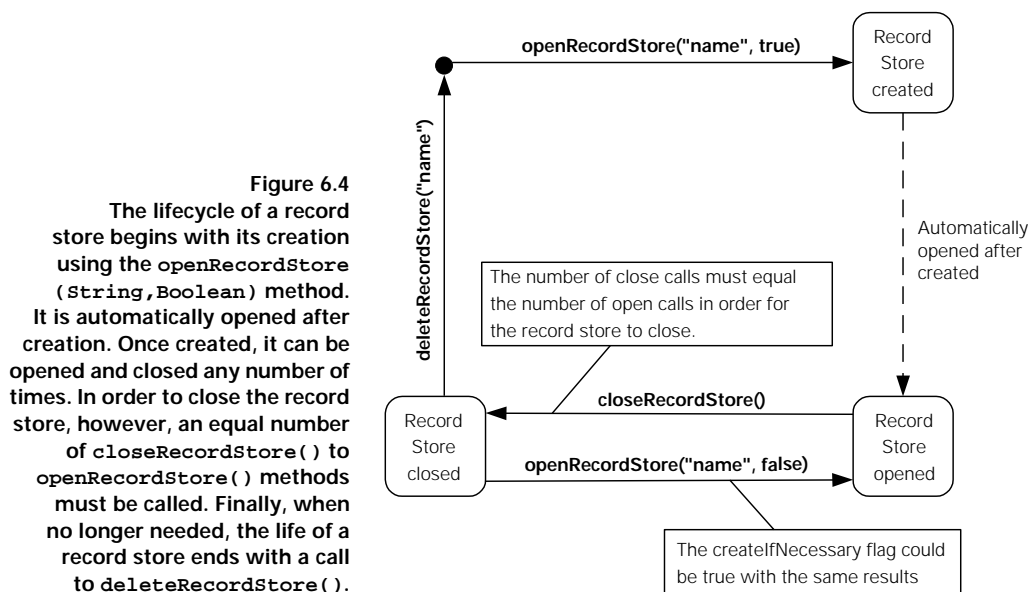 Figure 6.4
The lifecycle of a record
store begins with its creation
using the openRecordStore
(String,Boolean) method.
It is automatically opened after
creation. Once created, it can be
opened and closed any number of
times. In order to close the record
store, however, an equal number
of closeRecordStore() to
openRecordStore() methods
must be called. Finally, when
no longer needed, the life of a
record store ends with a call
to deleteRecordStore().
openRecordStore("name", true)
Record
Store
created
deleteRecordStore("name")
Automatically
opened after
created
The number of close calls must equal
the number of open calls in order for
the record store to close.
closeRecordStore()
Record
Store
closed
Record
Store
opened
openRecordStore("name", false)
The createIfNecessary flag could
be true with the same results